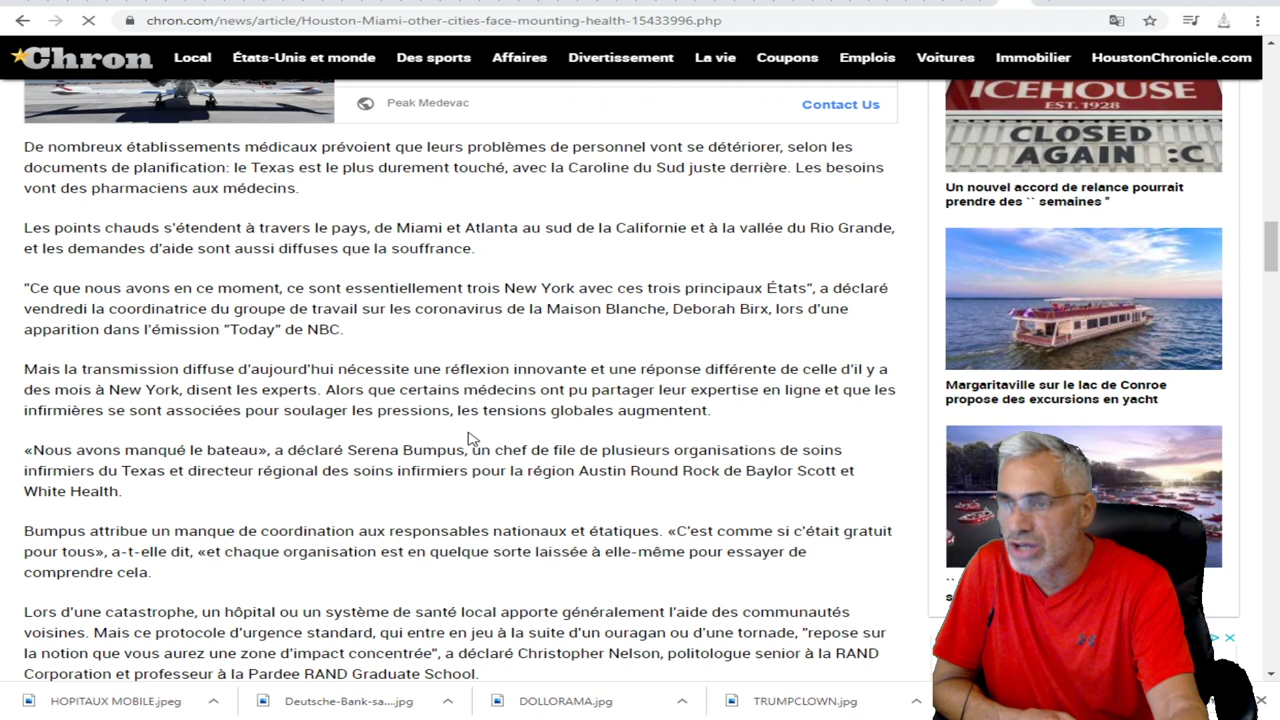 chron.com/news/article/Houston-Miami-other-cities-face-mounting-health-15433996.php
Chron
Local
États-Unis et monde
Des sports
Affaires
Divertissement
La vie
Coupons
Emplois
Voitures
Immobilier
HoustonChronicle.com
Peak Medevac
Contact Us
De nombreux établissements médicaux prévoient que leurs problèmes de personnel vont se détériorer, selon les
documents de planification: le Texas est le plus durement touché, avec la Caroline du Sud juste derrière. Les besoins
vont des pharmaciens aux médecins.
Les points chauds s'étendent à travers le pays, de Miami et Atlanta au sud de la Californie et à la vallée du Rio Grande,
et les demandes d'aide sont aussi diffuses que la souffrance.
"Ce que nous avons en ce moment, ce sont essentiellement trois New York avec ces trois principaux États", a déclaré
vendredi la coordinatrice du groupe de travail sur les coronavirus de la Maison Blanche, Deborah Birx, lors d'une
apparition dans l'émission "Today" de NBC.
Mais la transmission diffuse d'aujourd'hui nécessite une réflexion innovante et une réponse différente de celle d'il y a
des mois à New York, disent les experts. Alors que certains médecins ont pu partager leur expertise en ligne et que les
infirmières se sont associées pour soulager les pressions, les tensions globales augmentent.
«Nous avons manqué le bateau», a déclaré Serena Bumpus, un chef de file de plusieurs organisations de soins
infirmiers du Texas et directeur régional des soins infirmiers pour la région Austin Round Rock de Baylor Scott et
White Health.
Bumpus attribue un manque de coordination aux responsables nationaux et étatiques. «C'est comme si c'était gratuit
pour tous», a-t-elle dit, «et chaque organisation est en quelque sorte laissée à elle-même pour essayer de
comprendre cela.
Lors d'une catastrophe, un hôpital ou un système de santé local apporte généralement l'aide des communautés
voisines. Mais ce protocole d'urgence standard, qui entre en jeu à la suite d'un ouragan ou d'une tornade, "repose sur
la notion que vous aurez une zone d'impact concentrée", a déclaré Christopher Nelson, politologue senior à la RAND
Corporation et professeur à la Pardee RAND Graduate School.
ICEHOUSE
EST. 1928
CLOSED
AGAIN :C
Un nouvel accord de relance pourrait
prendre des `` semaines ''
Margaritaville sur le lac de Conroe
propose des excursions en yacht
HOPITAUX MOBILE.jpeg
Deutsche-Bank-sa....jpg
DOLLORAMA.jpg
TRUMPCLOWN.jpg